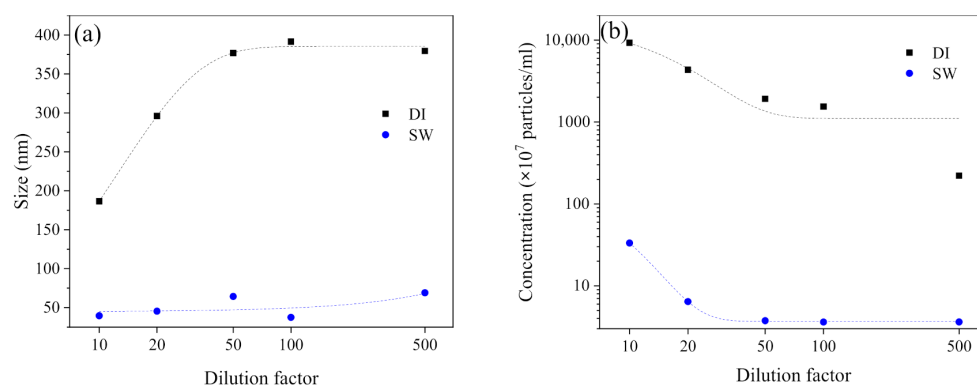 (a)
400
350
300
250
200
150
100
50
Size (nm)
DI
SW
10 20 50 100 500
Dilution factor
(b)
10,000
1000
100
10
Concentration (×10⁷ particles/ml)
DI
SW
10 20 50 100 500
Dilution factor